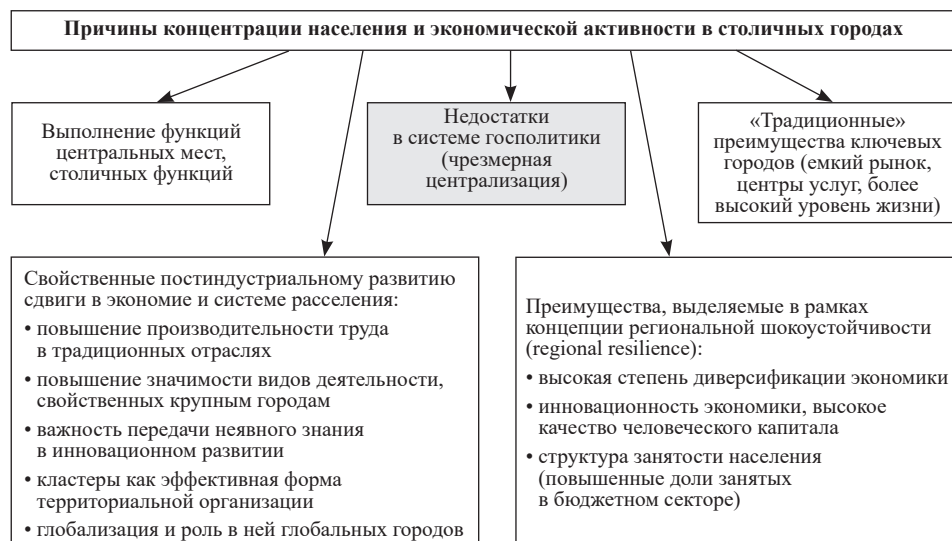 Причины концентрации населения и экономической активности в столичных городах
Выполнение функций
центральных мест,
столичных функций
Недостатки
в системе госполитики
(чрезмерная
централизация)
«Традиционные»
преимущества ключевых
городов (емкий рынок,
центры услуг, более
высокий уровень жизни)
Свойственные постиндустриальному развитию
сдвиги в экономие и системе расселения:
• повышение производительности труда
в традиционных отраслях
• повышение значимости видов деятельности,
свойственных крупным городам
• важность передачи неявного знания
в инновационном развитии
• кластеры как эффективная форма
территориальной организации
• глобализация и роль в ней глобальных городов
Преимущества, выделяемые в рамках
концепции региональной шокоустойчивости
(regional resilience):
• высокая степень диверсификации экономики
• инновационность экономики, высокое
качество человеческого капитала
• структура занятости населения
(повышенные доли занятых
в бюджетном секторе)